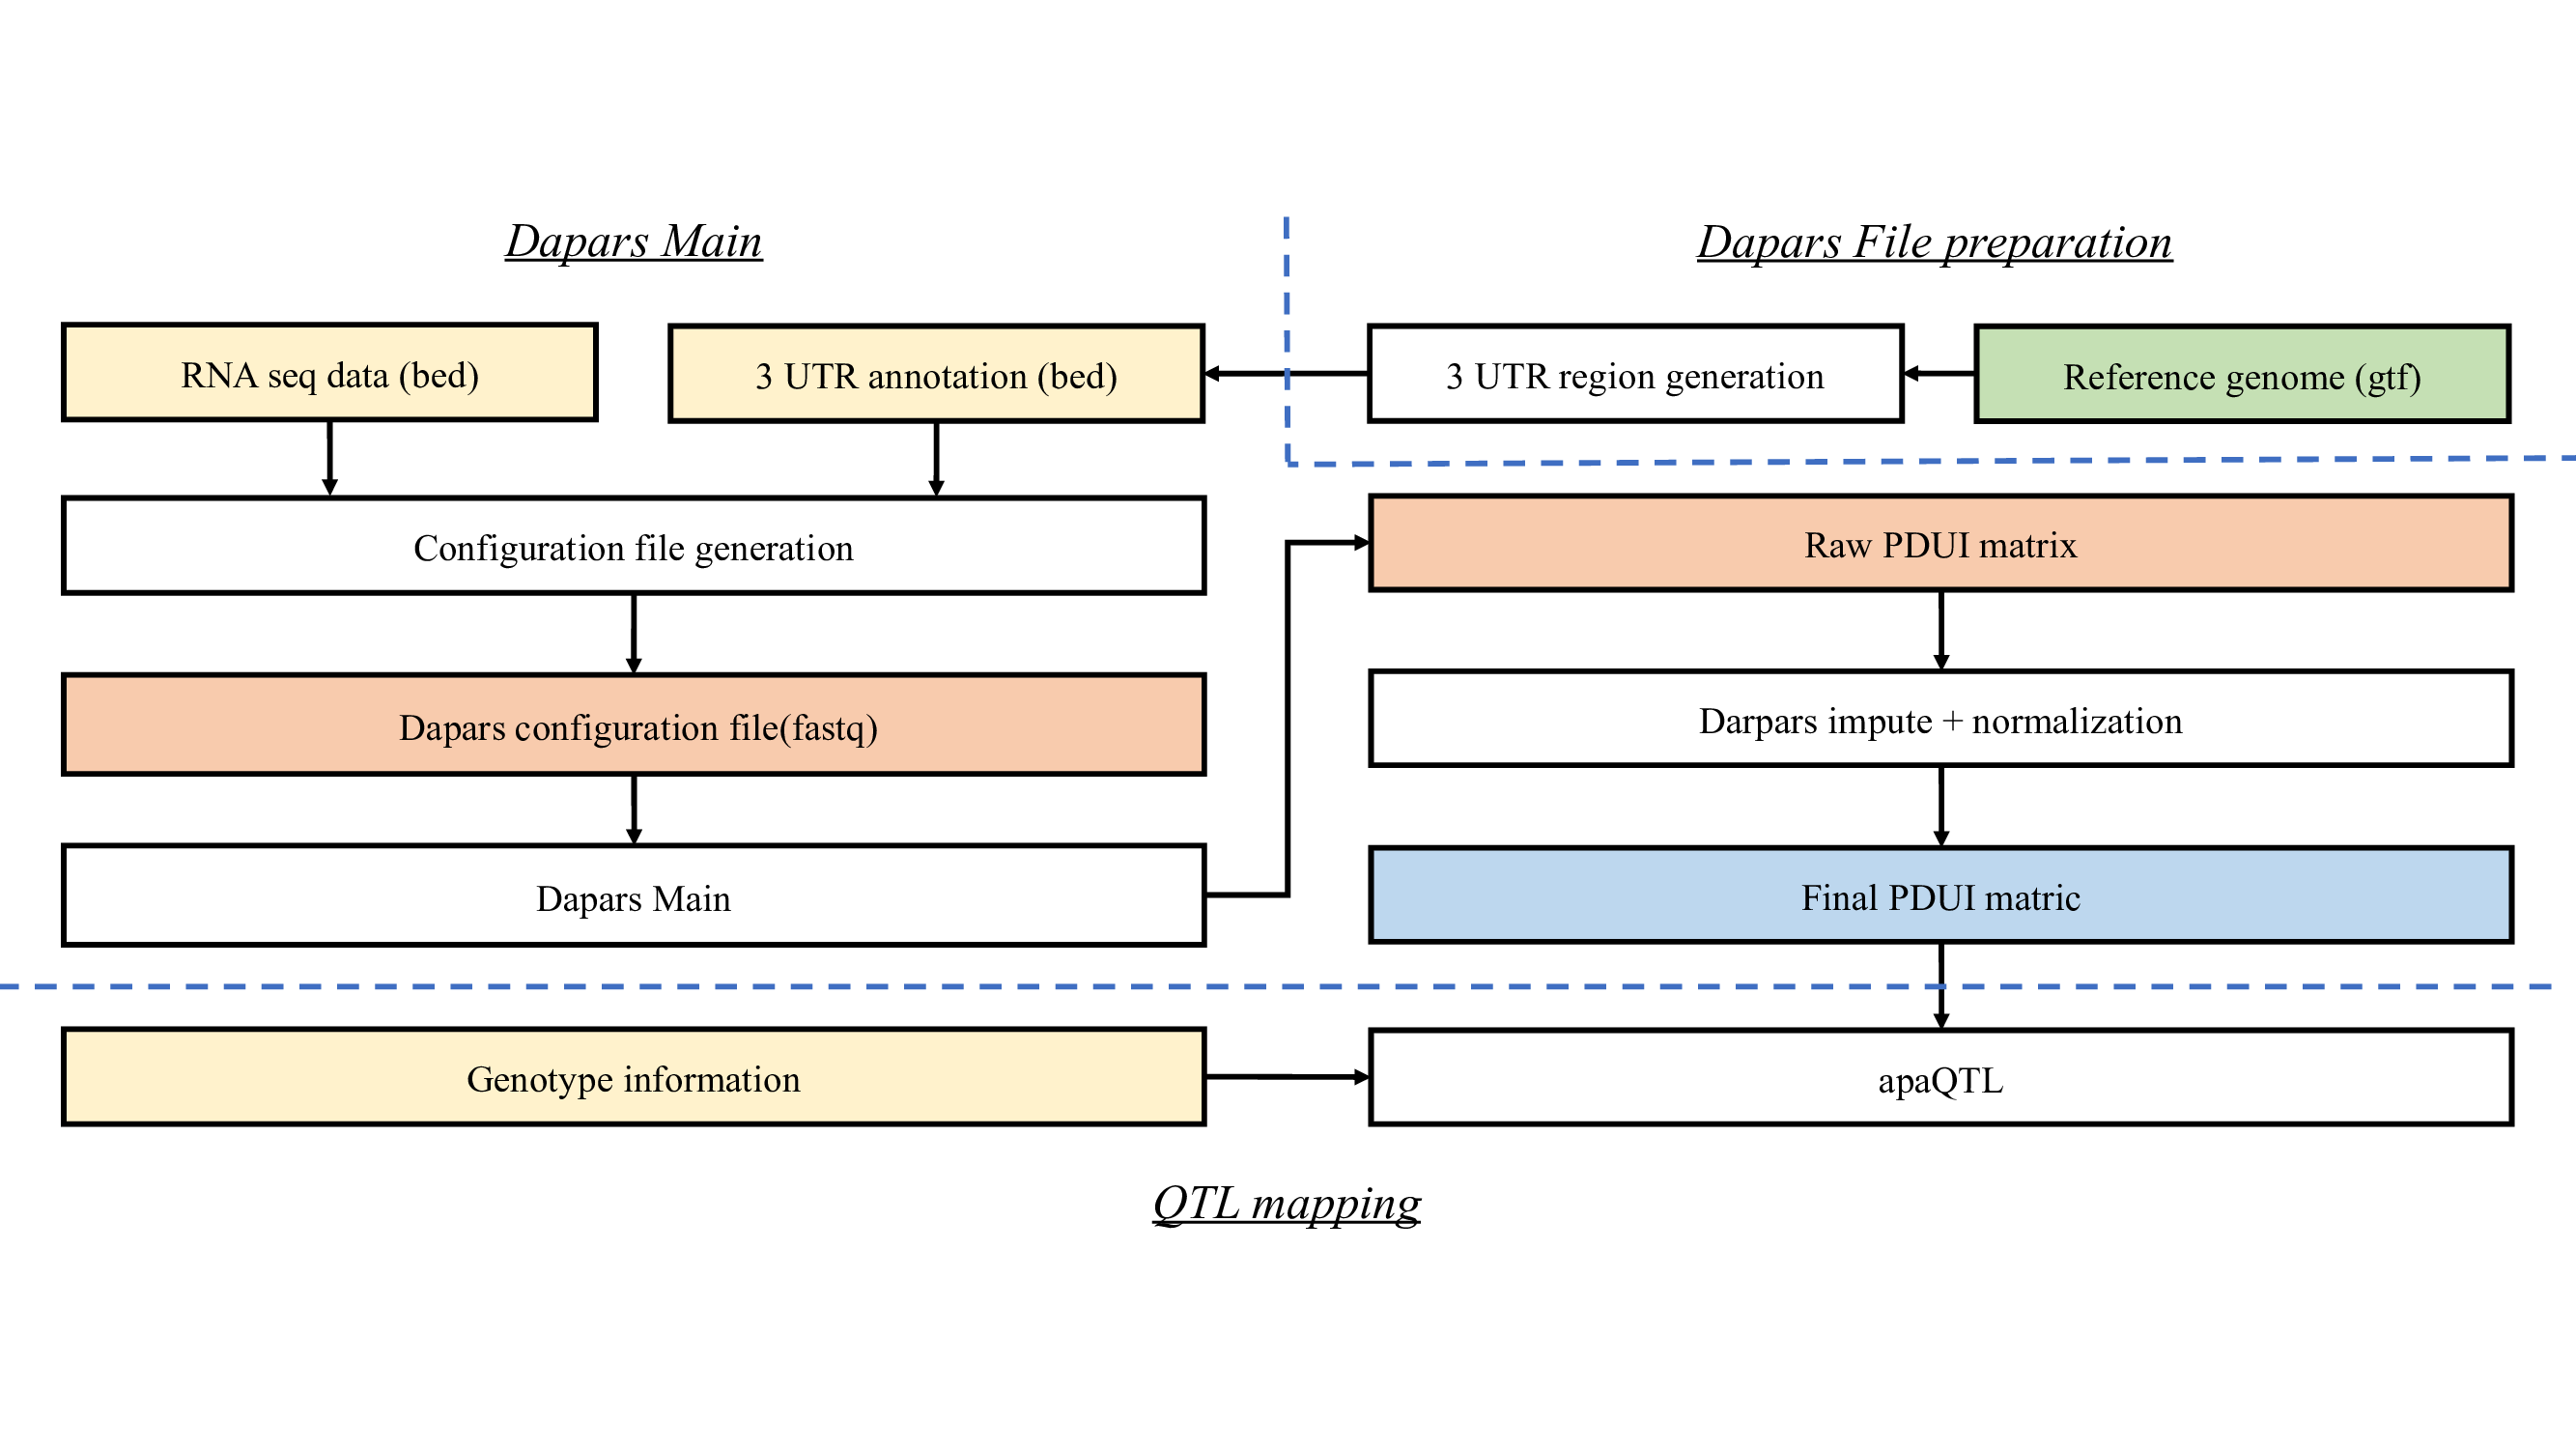 Dapars Main
Dapars File preparation
RNA seq data (bed)
3 UTR annotation (bed)
3 UTR region generation
Reference genome (gtf)
Configuration file generation
Raw PDUI matrix
Dapars configuration file(fastq)
Darpars impute + normalization
Dapars Main
Final PDUI matric
Genotype information
apaQTL
QTL mapping